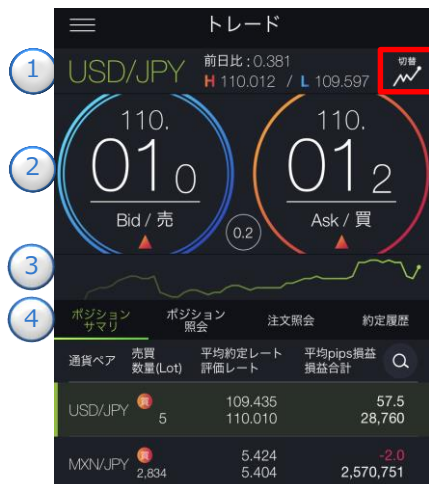 トレード
1
USD/JPY
前日比:0.381
H 110.012 / L 109.597
切替
2
110.
010
Bid / 売
0.2
110.
012
Ask / 買
3
4
ポジション
サマリ
ポジション
照会
注文照会
約定履歴
通貨ペア
売買
数量(Lot)
平均約定レート
評価レート
平均pips損益
損益合計
USD/JPY
買
5
109.435
110.010
57.5
28,760
MXN/JPY
買
2,834
5.424
5.404
-2.0
2,570,751